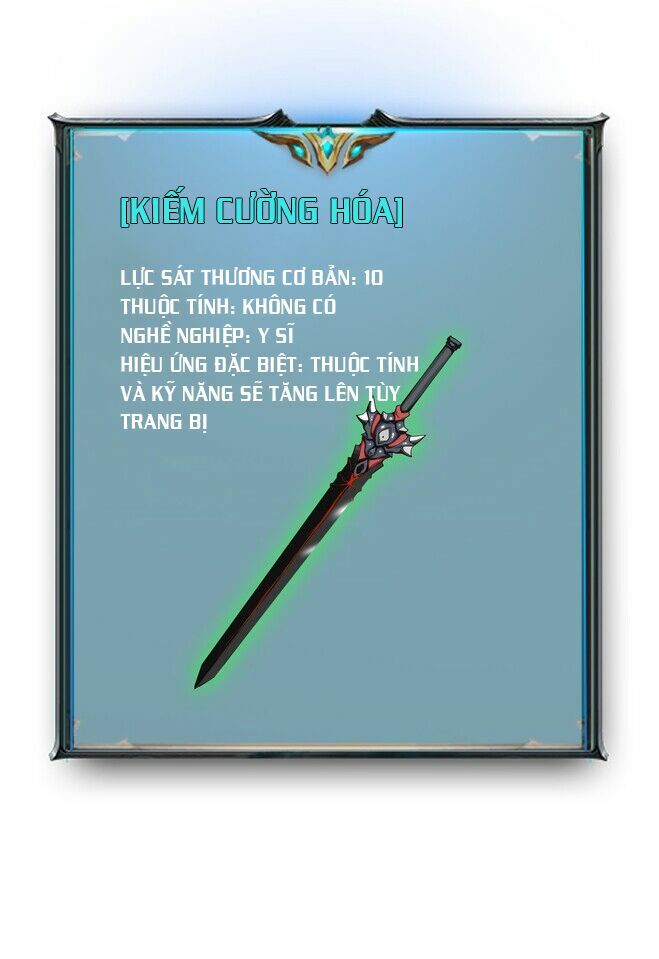 [KIẾM CƯỜNG HÓA]
LỰC SÁT THƯƠNG CƠ BẢN: 10
THUỘC TÍNH: KHÔNG CÓ
NGHỀ NGHIỆP: Y SĨ
HIỆU ỨNG ĐẶC BIỆT: THUỘC TÍNH
VÀ KỸ NĂNG SẼ TĂNG LÊN TÙY
TRANG BỊ